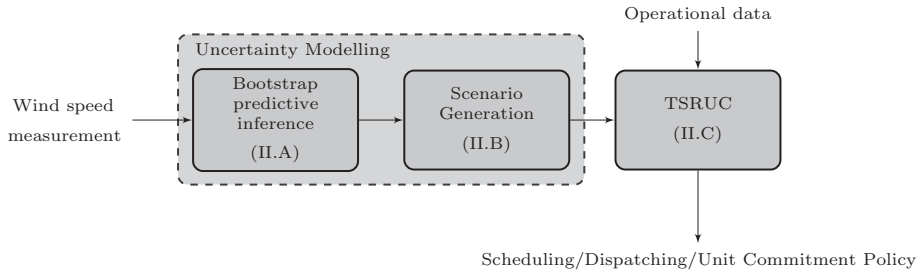 Operational data
Uncertainty Modelling
Wind speed
measurement
Bootstrap
predictive
inference
(II.A)
Scenario
Generation
(II.B)
TSRUC
(II.C)
Scheduling/Dispatching/Unit Commitment Policy